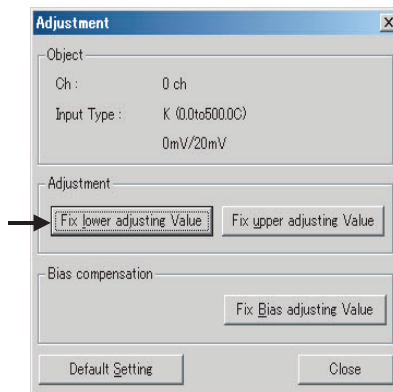 Adjustment
Object
Ch : 0 ch
Input Type : K (0.0to500.0C)
0mV/20mV
Adjustment
Fix lower adjusting Value Fix upper adjusting Value
Bias compensation
Fix Bias adjusting Value
Default Setting Close